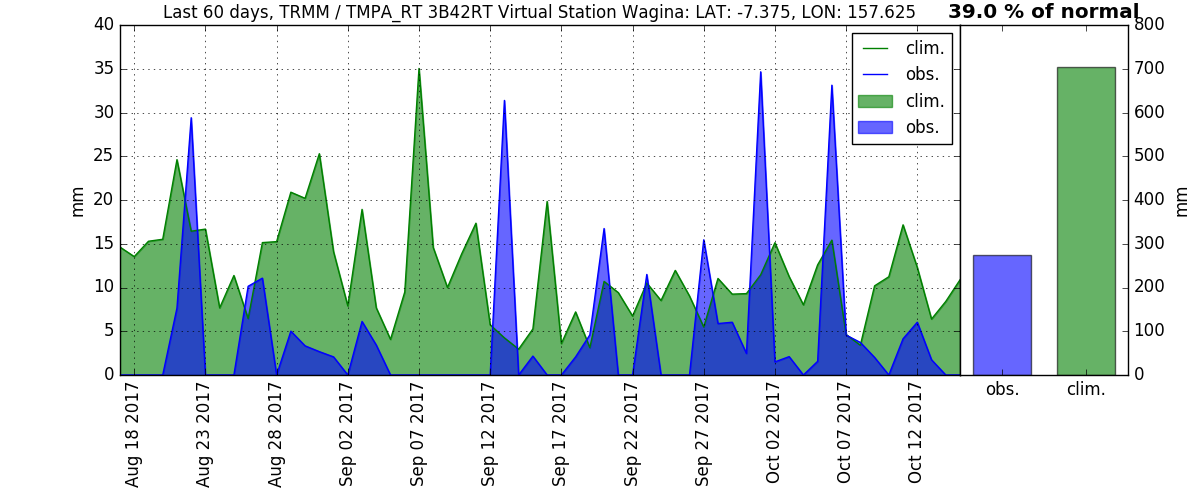 Last 60 days, TRMM / TMPA_RT 3B42RT Virtual Station Wagina: LAT: -7.375, LON: 157.625
39.0 % of normal
40
35
30
25
20
15
10
5
0
mm
clim.
obs.
clim.
obs.
800
700
600
500
400
300
200
100
0
mm
Aug 18 2017
Aug 23 2017
Aug 28 2017
Sep 02 2017
Sep 07 2017
Sep 12 2017
Sep 17 2017
Sep 22 2017
Sep 27 2017
Oct 02 2017
Oct 07 2017
Oct 12 2017
obs.
clim.